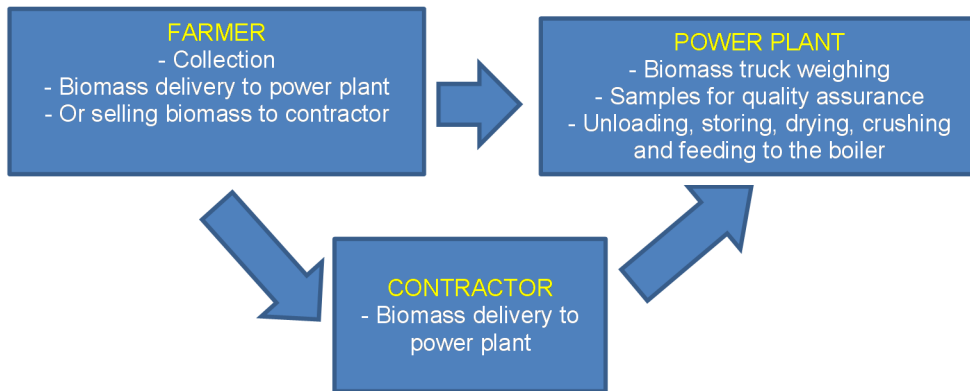 FARMER
- Collection
- Biomass delivery to power plant
- Or selling biomass to contractor
POWER PLANT
- Biomass truck weighing
- Samples for quality assurance
- Unloading, storing, drying, crushing
and feeding to the boiler
CONTRACTOR
- Biomass delivery to
power plant